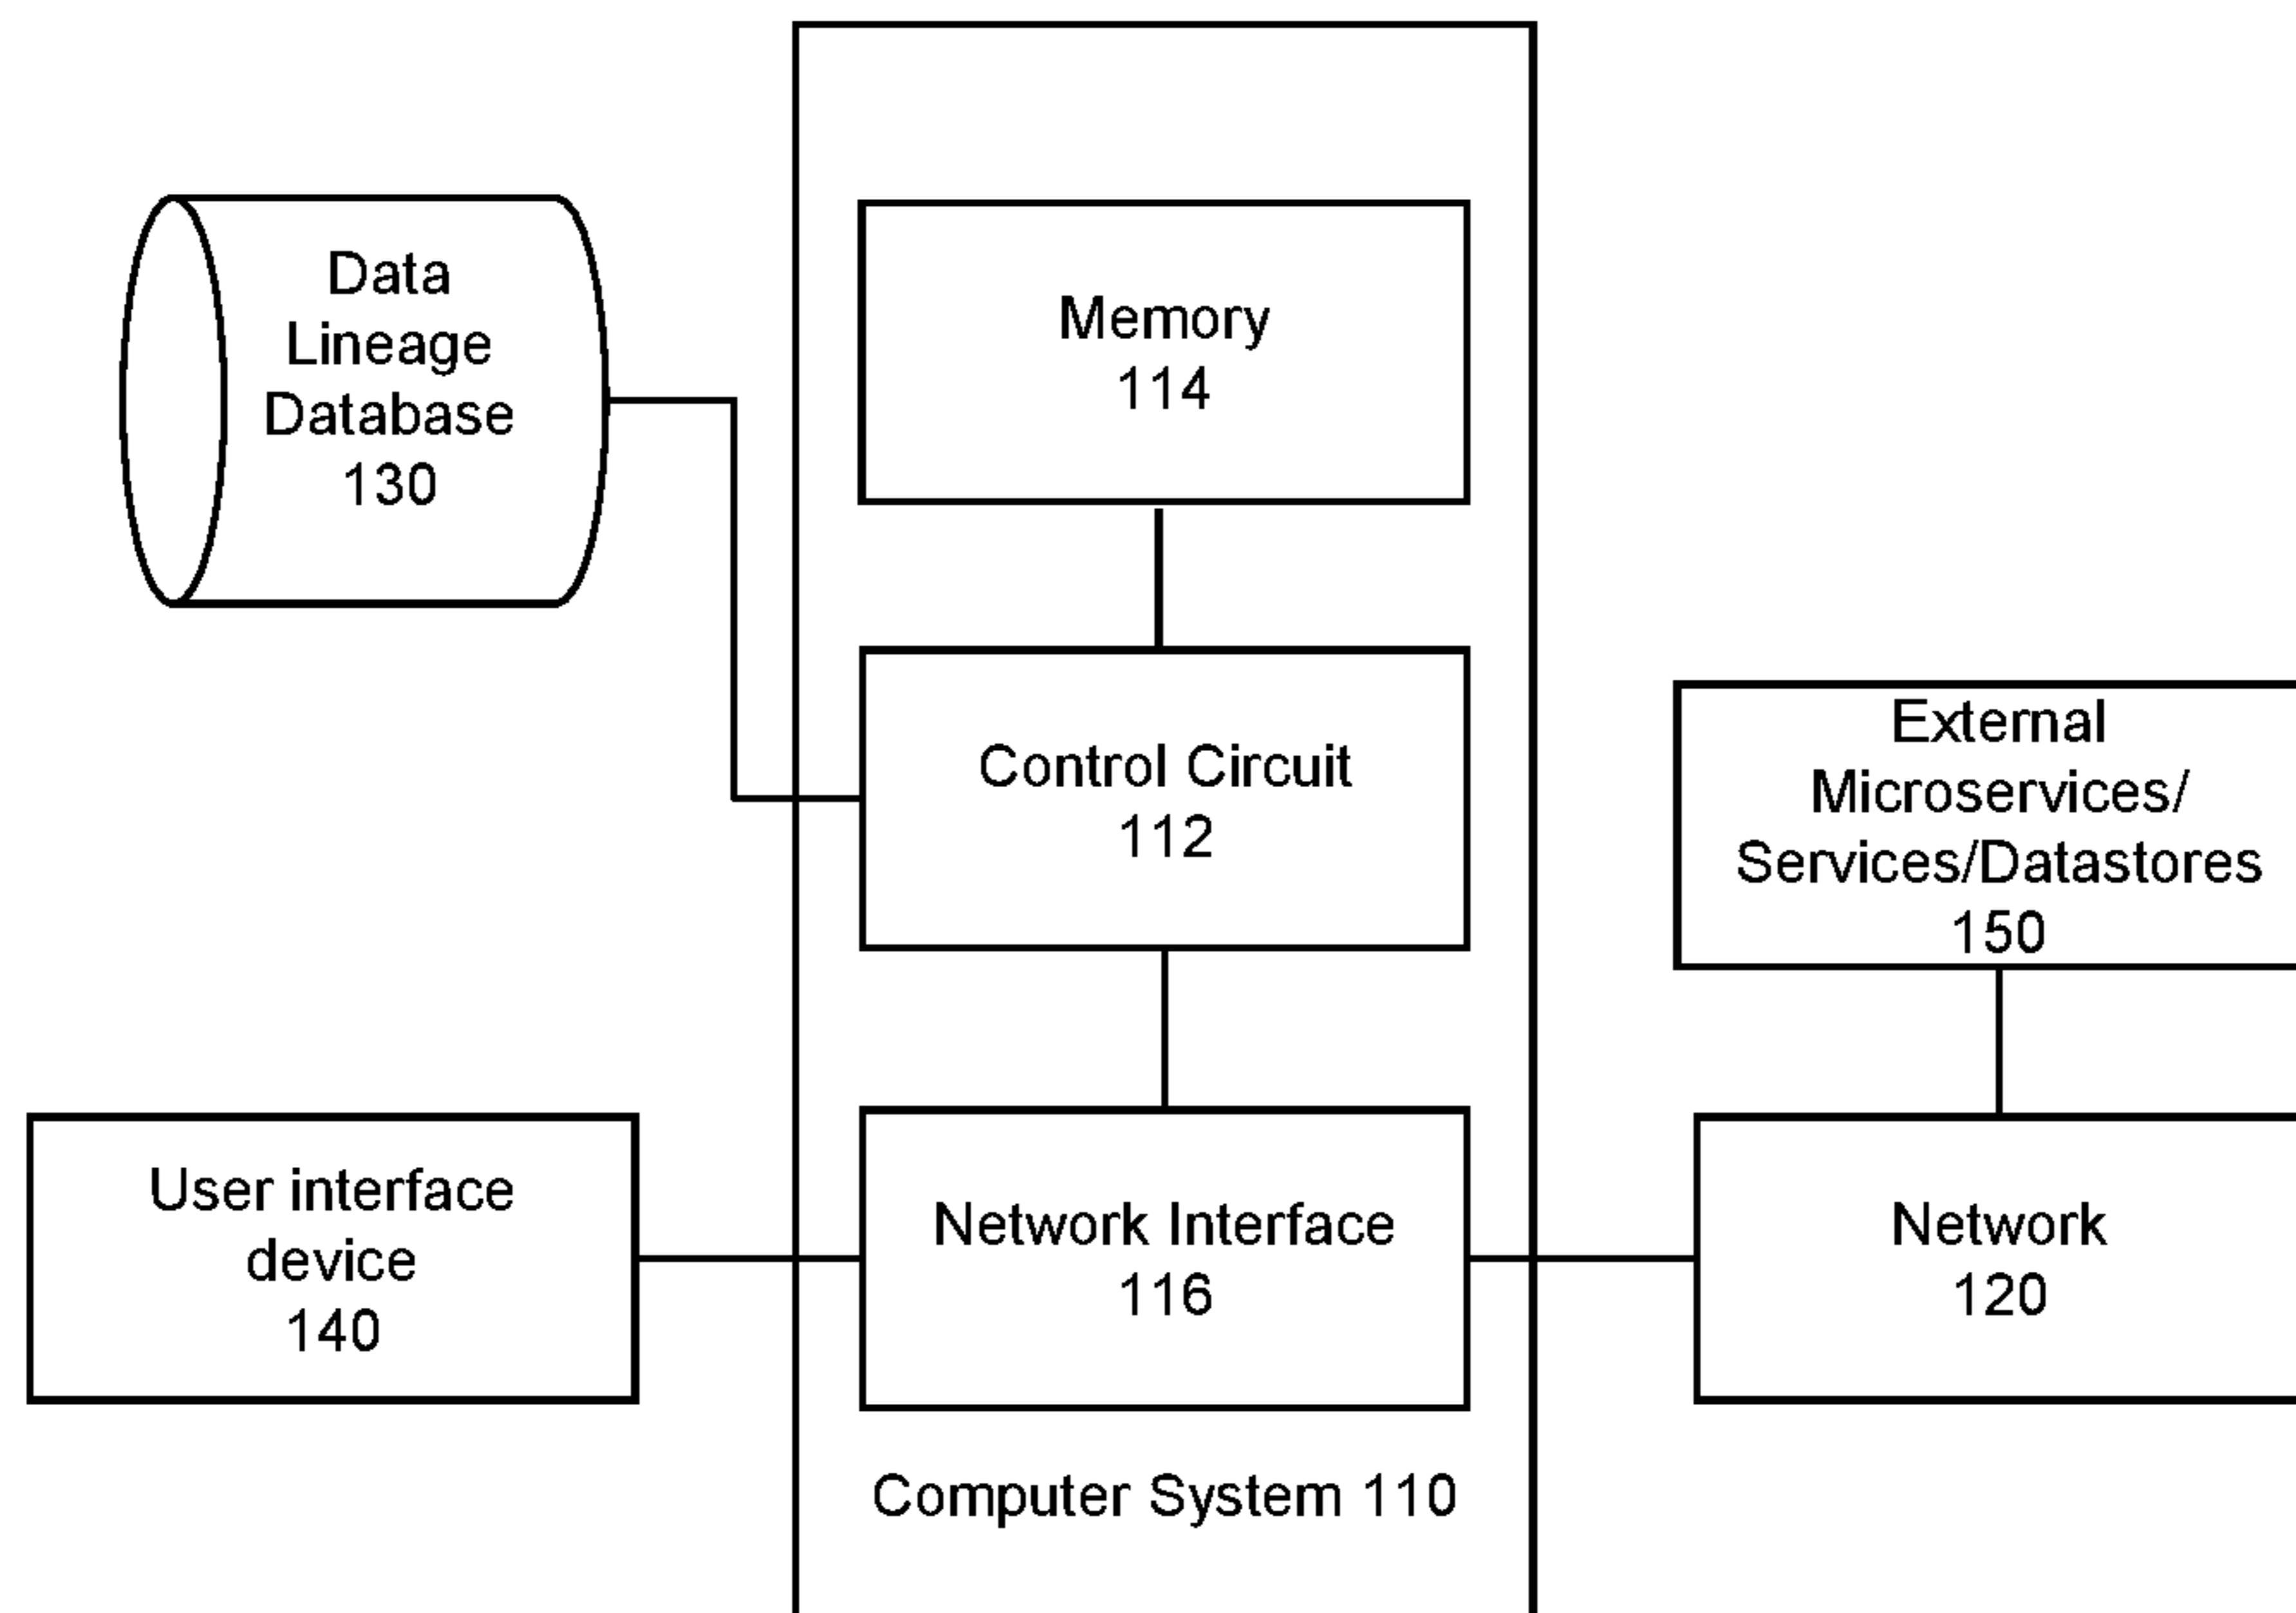 Data
Lineage
Database
130
Memory
114
Control Circuit
112
External
Microservices/
Services/Datastores
150
User interface
device
140
Network Interface
116
Network
120
Computer System 110